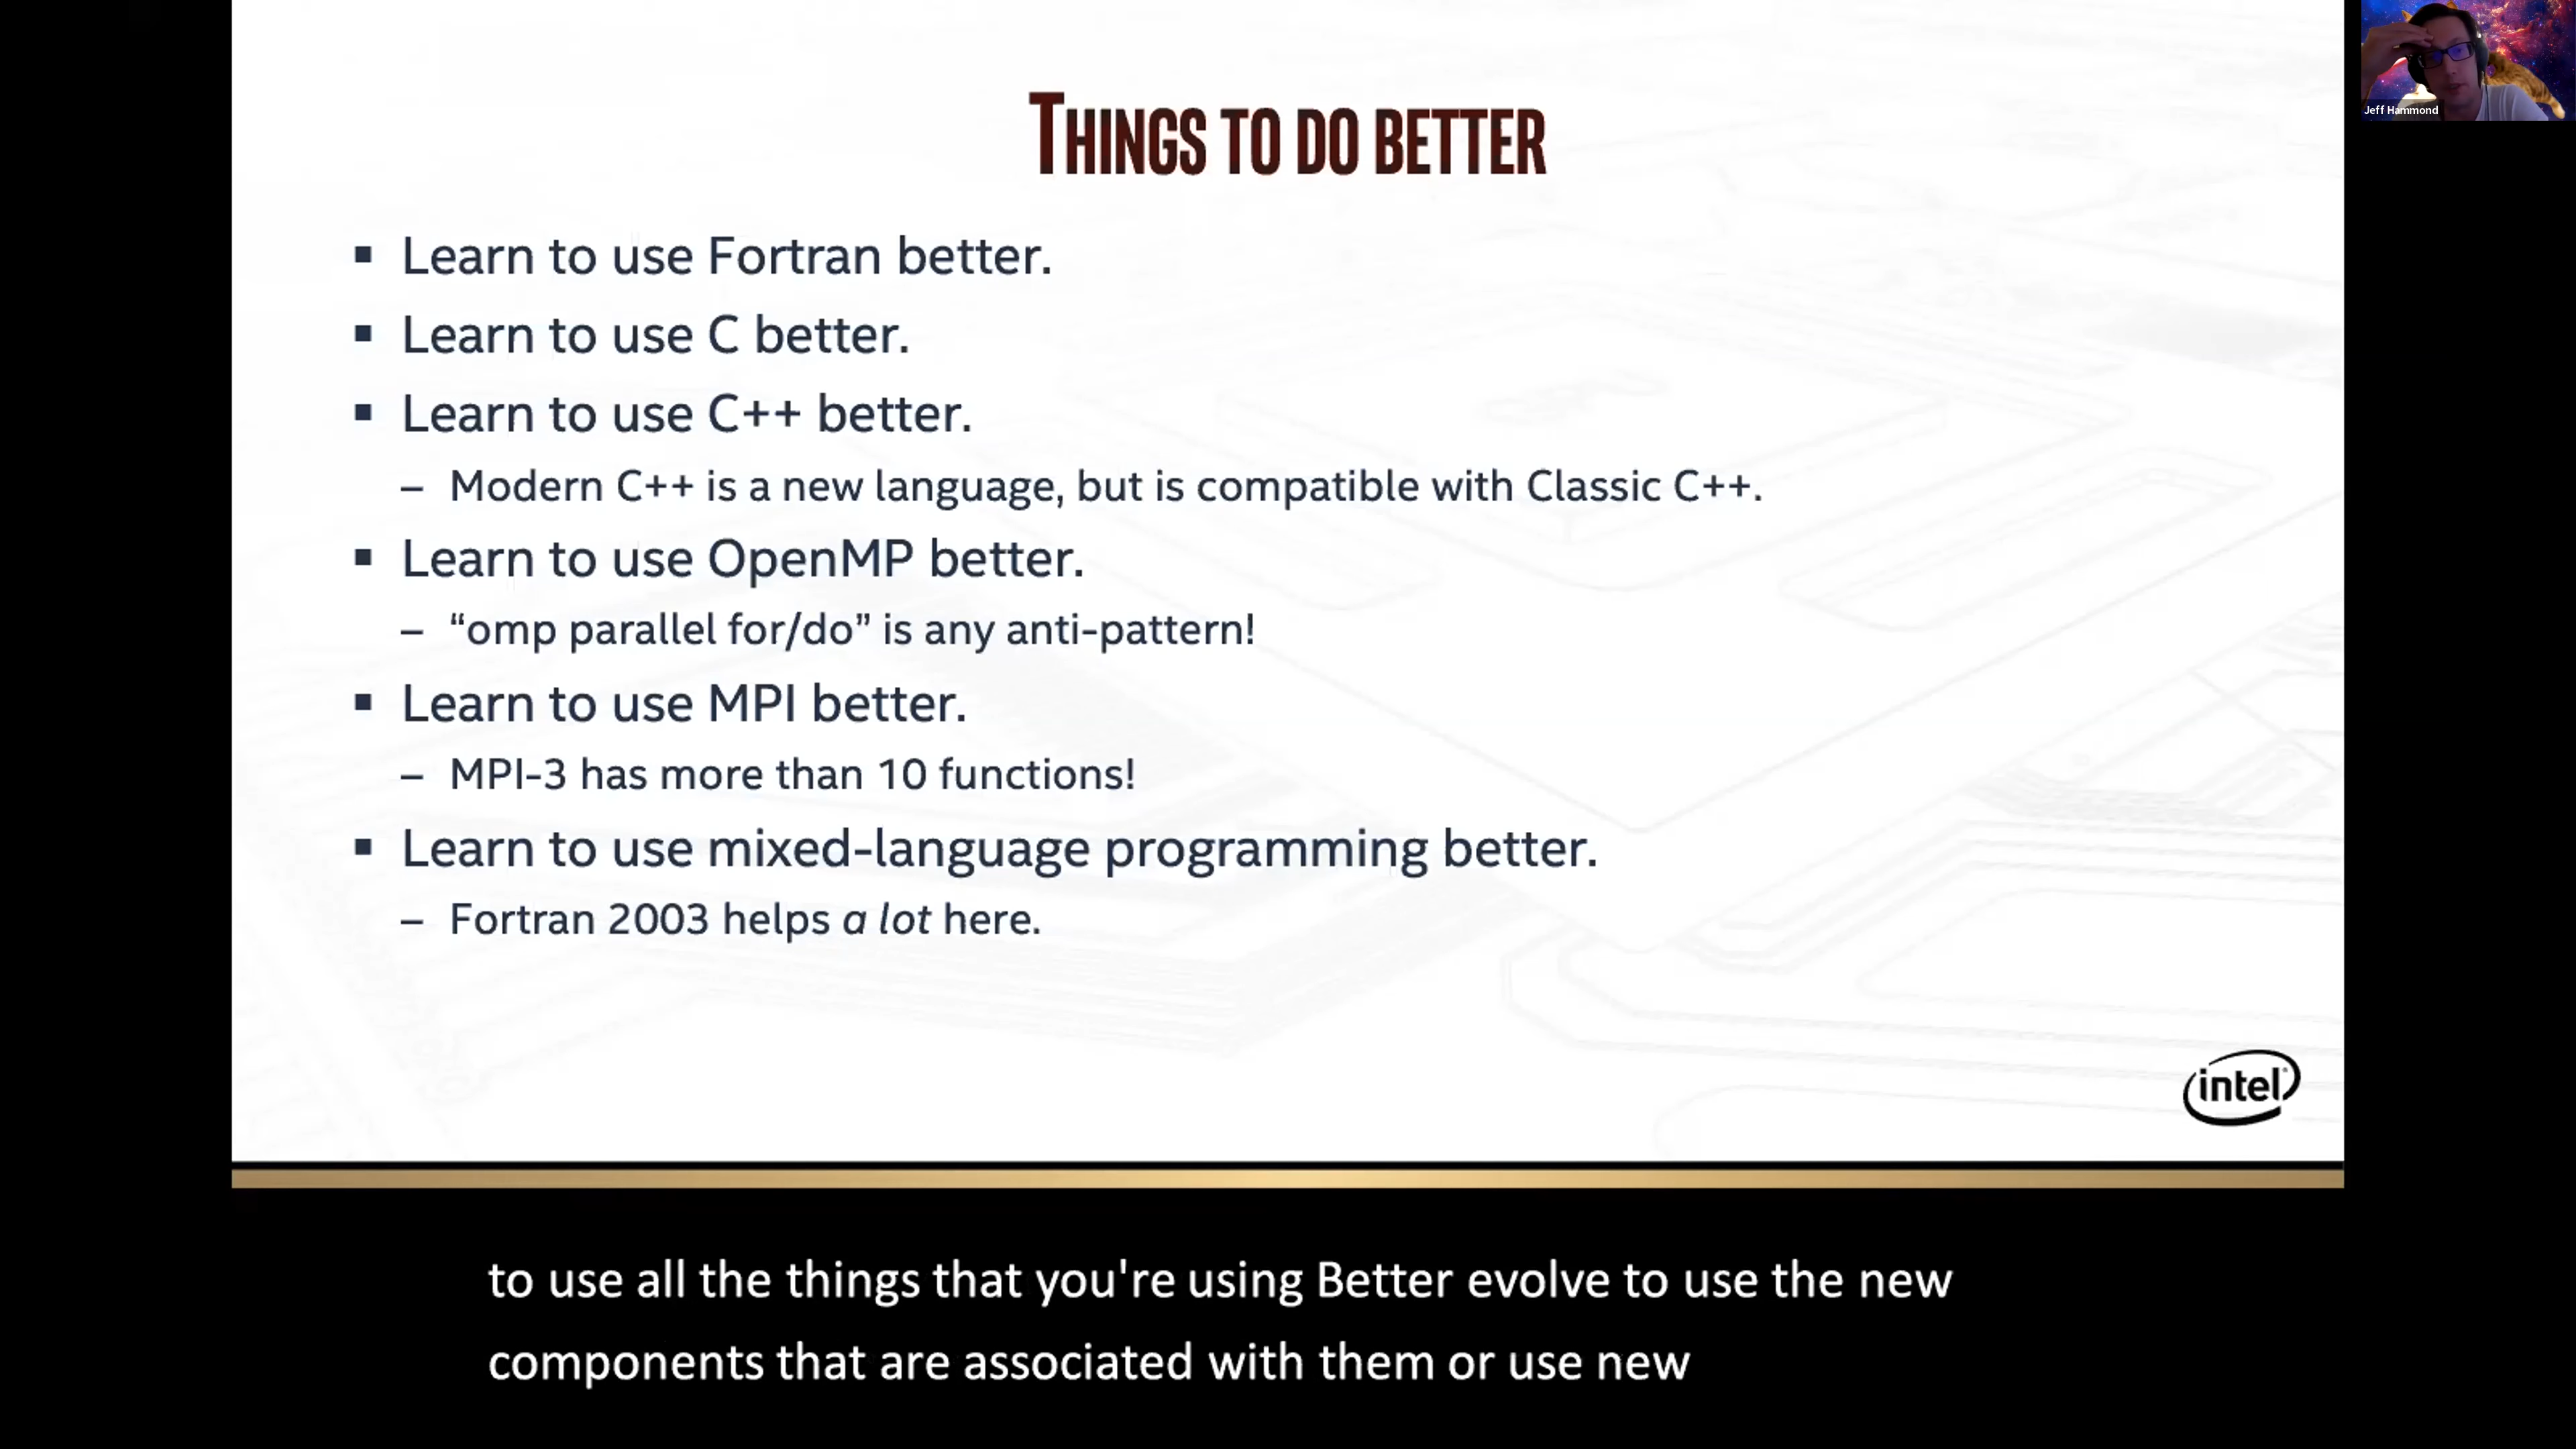 Jeff Hammond
THINGS TO DO BETTER
▪ Learn to use Fortran better.
▪ Learn to use C better.
▪ Learn to use C++ better.
– Modern C++ is a new language, but is compatible with Classic C++.
▪ Learn to use OpenMP better.
– “omp parallel for/do” is any anti-pattern!
▪ Learn to use MPI better.
– MPI-3 has more than 10 functions!
▪ Learn to use mixed-language programming better.
– Fortran 2003 helps a lot here.
intel
to use all the things that you're using Better evolve to use the new
components that are associated with them or use new